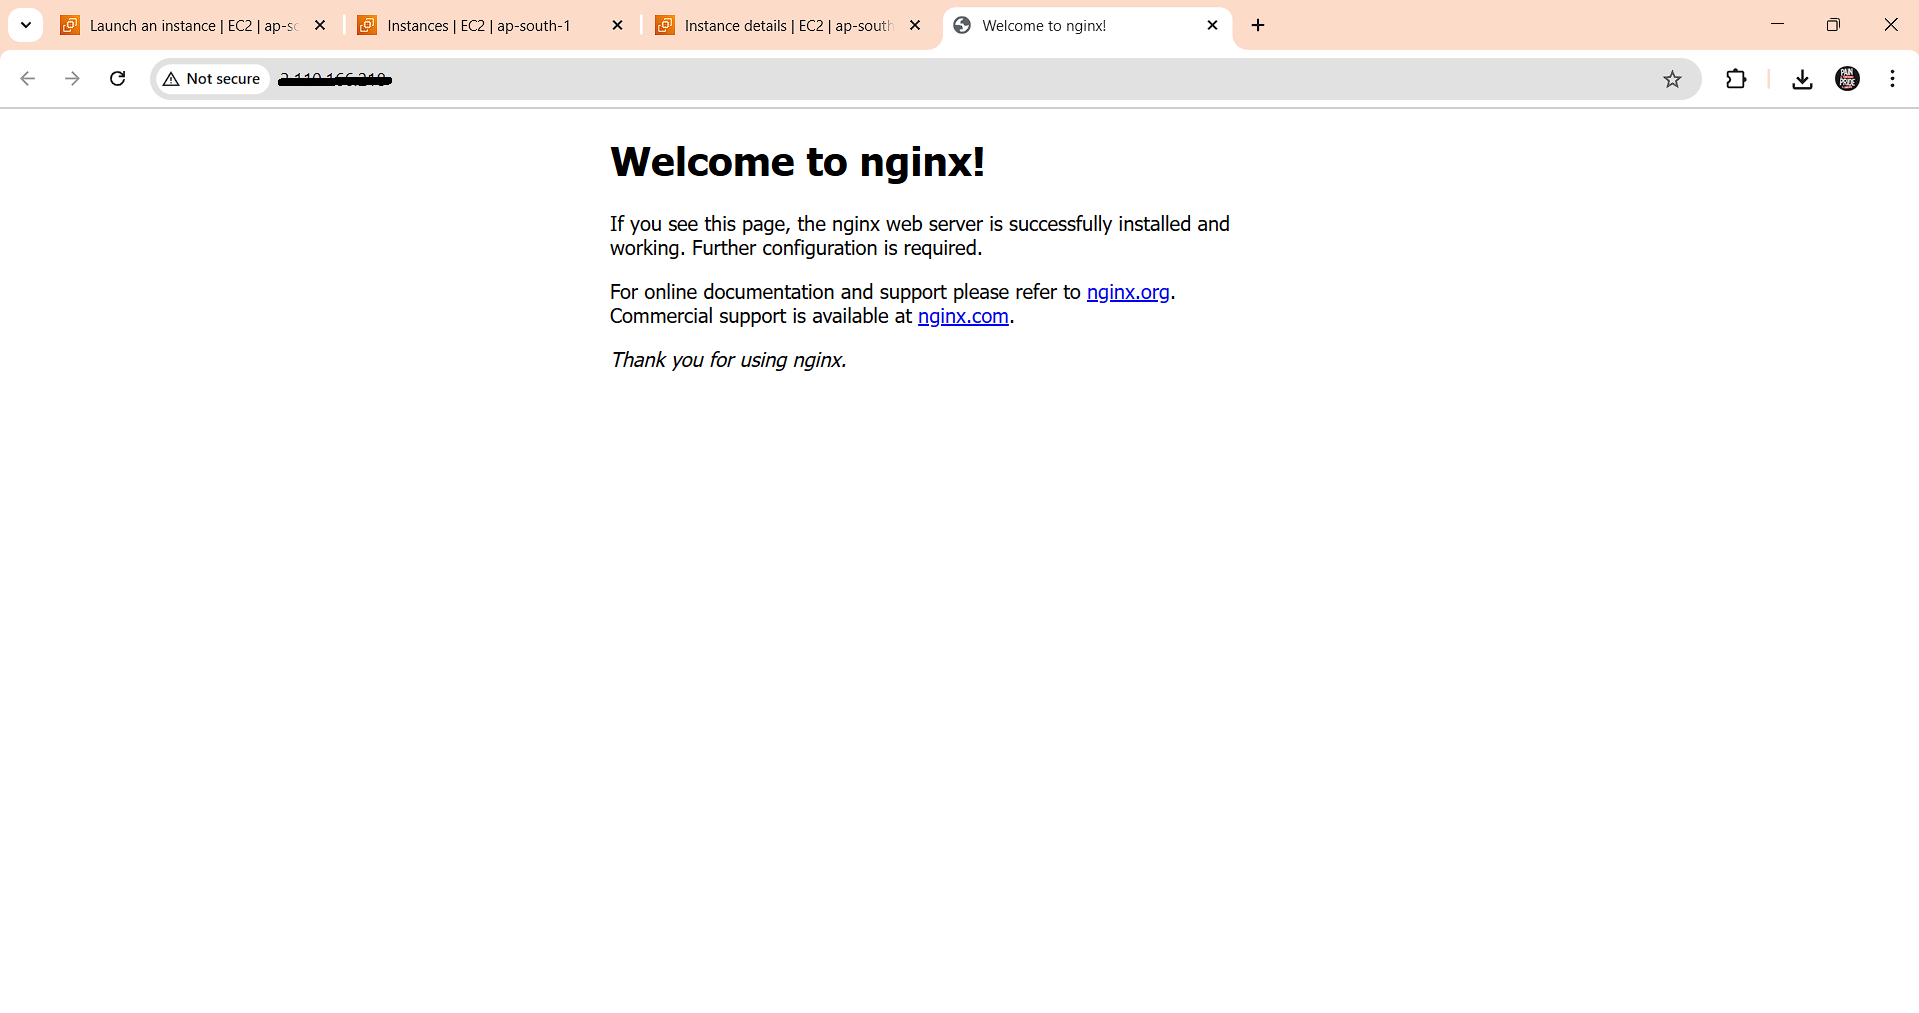 Launch an instance | EC2 | ap-so
Instances | EC2 | ap-south-1
Instance details | EC2 | ap-south
Welcome to nginx!
Not secure
Welcome to nginx!
If you see this page, the nginx web server is successfully installed and
working. Further configuration is required.
For online documentation and support please refer to nginx.org.
Commercial support is available at nginx.com.
Thank you for using nginx.